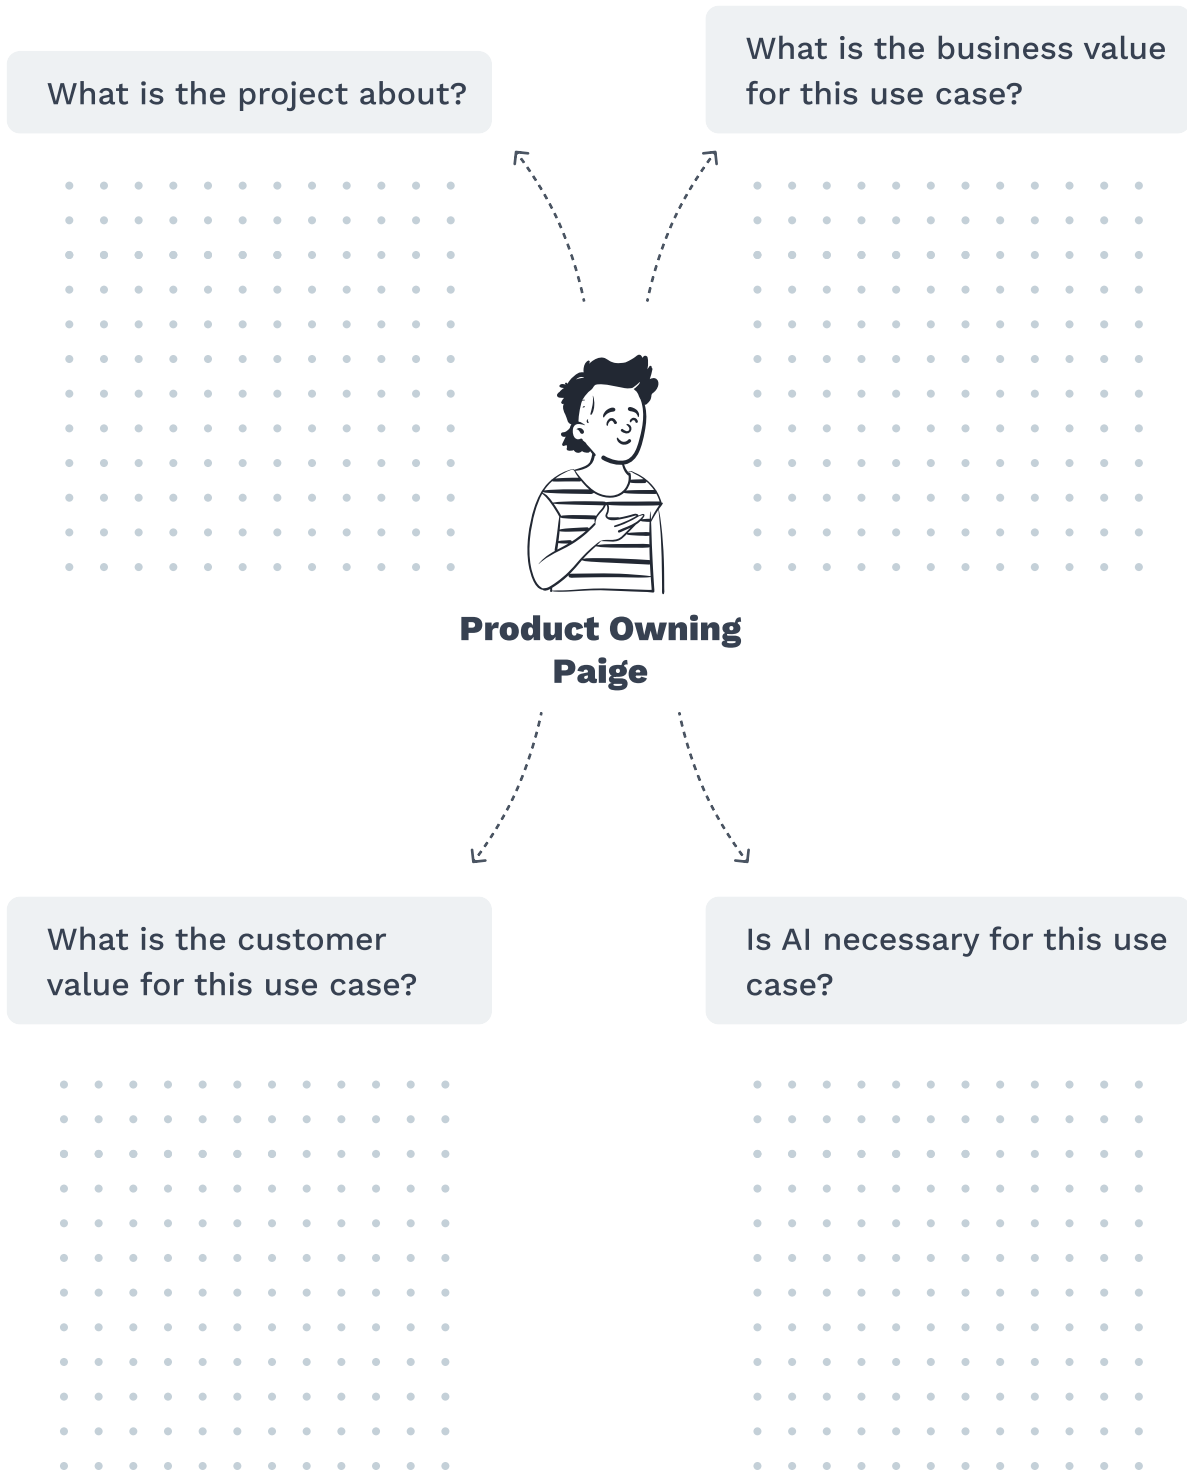 What is the project about?
What is the business value
for this use case?
Product Owning
Paige
What is the customer
value for this use case?
Is AI necessary for this use
case?